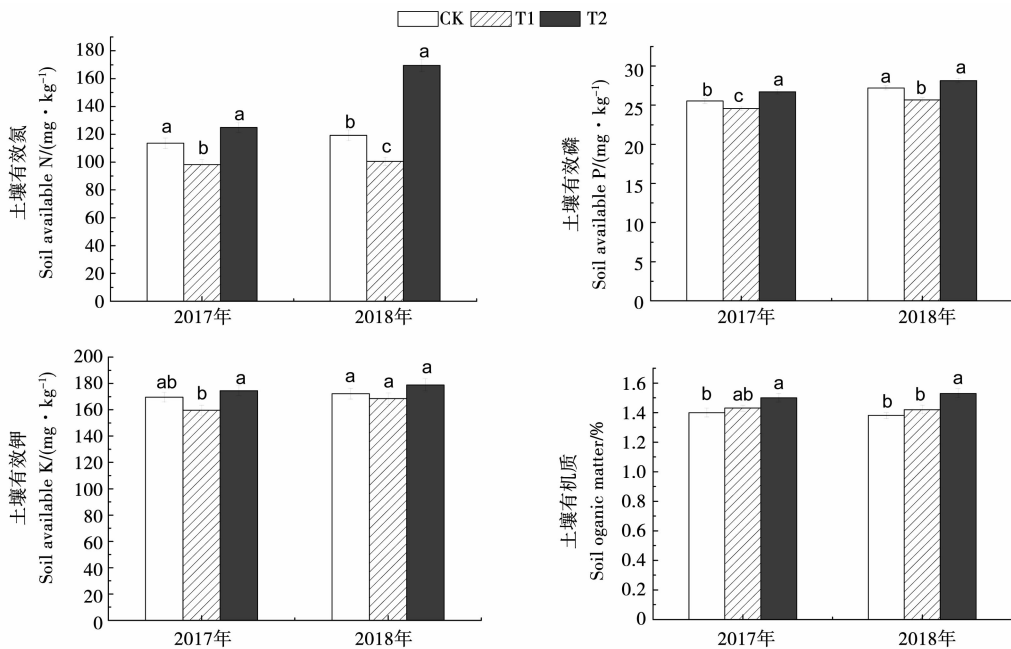 CK T1 T2
土壤有效氮
Soil available N/(mg·kg⁻¹)
180
160
140
120
100
80
60
40
20
0
a
b
a
b
c
a
2017年 2018年
土壤有效磷
Soil available P/(mg·kg⁻¹)
30
25
20
15
10
5
0
b
c
a
a
b
a
2017年 2018年
土壤有效钾
Soil available K/(mg·kg⁻¹)
200
180
160
140
120
100
80
60
40
20
0
ab
b
a
a
a
a
2017年 2018年
土壤有机质
Soil oganic matter/%
1.6
1.4
1.2
1.0
0.8
0.6
0.4
0.2
0
b
ab
a
b
b
a
2017年 2018年